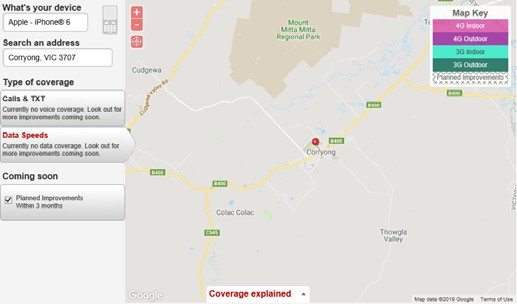 What's your device
Apple - iPhone® 6
Search an address
Corryong, VIC 3707
Type of coverage
Calls & TXT
Currently no voice coverage. Look out for
more improvements coming soon.
Data Speeds
Currently no data coverage. Look out for
more improvements coming soon.
Coming soon
Planned Improvements
Within 3 months
Mount
Mitta Mitta
Regional Park
Cudgewa
Cudgewa Valley Rd
B400
B400
B400
B400
Corryong
Colac Colac
C545
Thowgla
Valley
Map Key
4G Indoor
4G Outdoor
3G Indoor
3G Outdoor
Planned Improvements
Google
Coverage explained
Map data ©2019 Google
Terms of Use